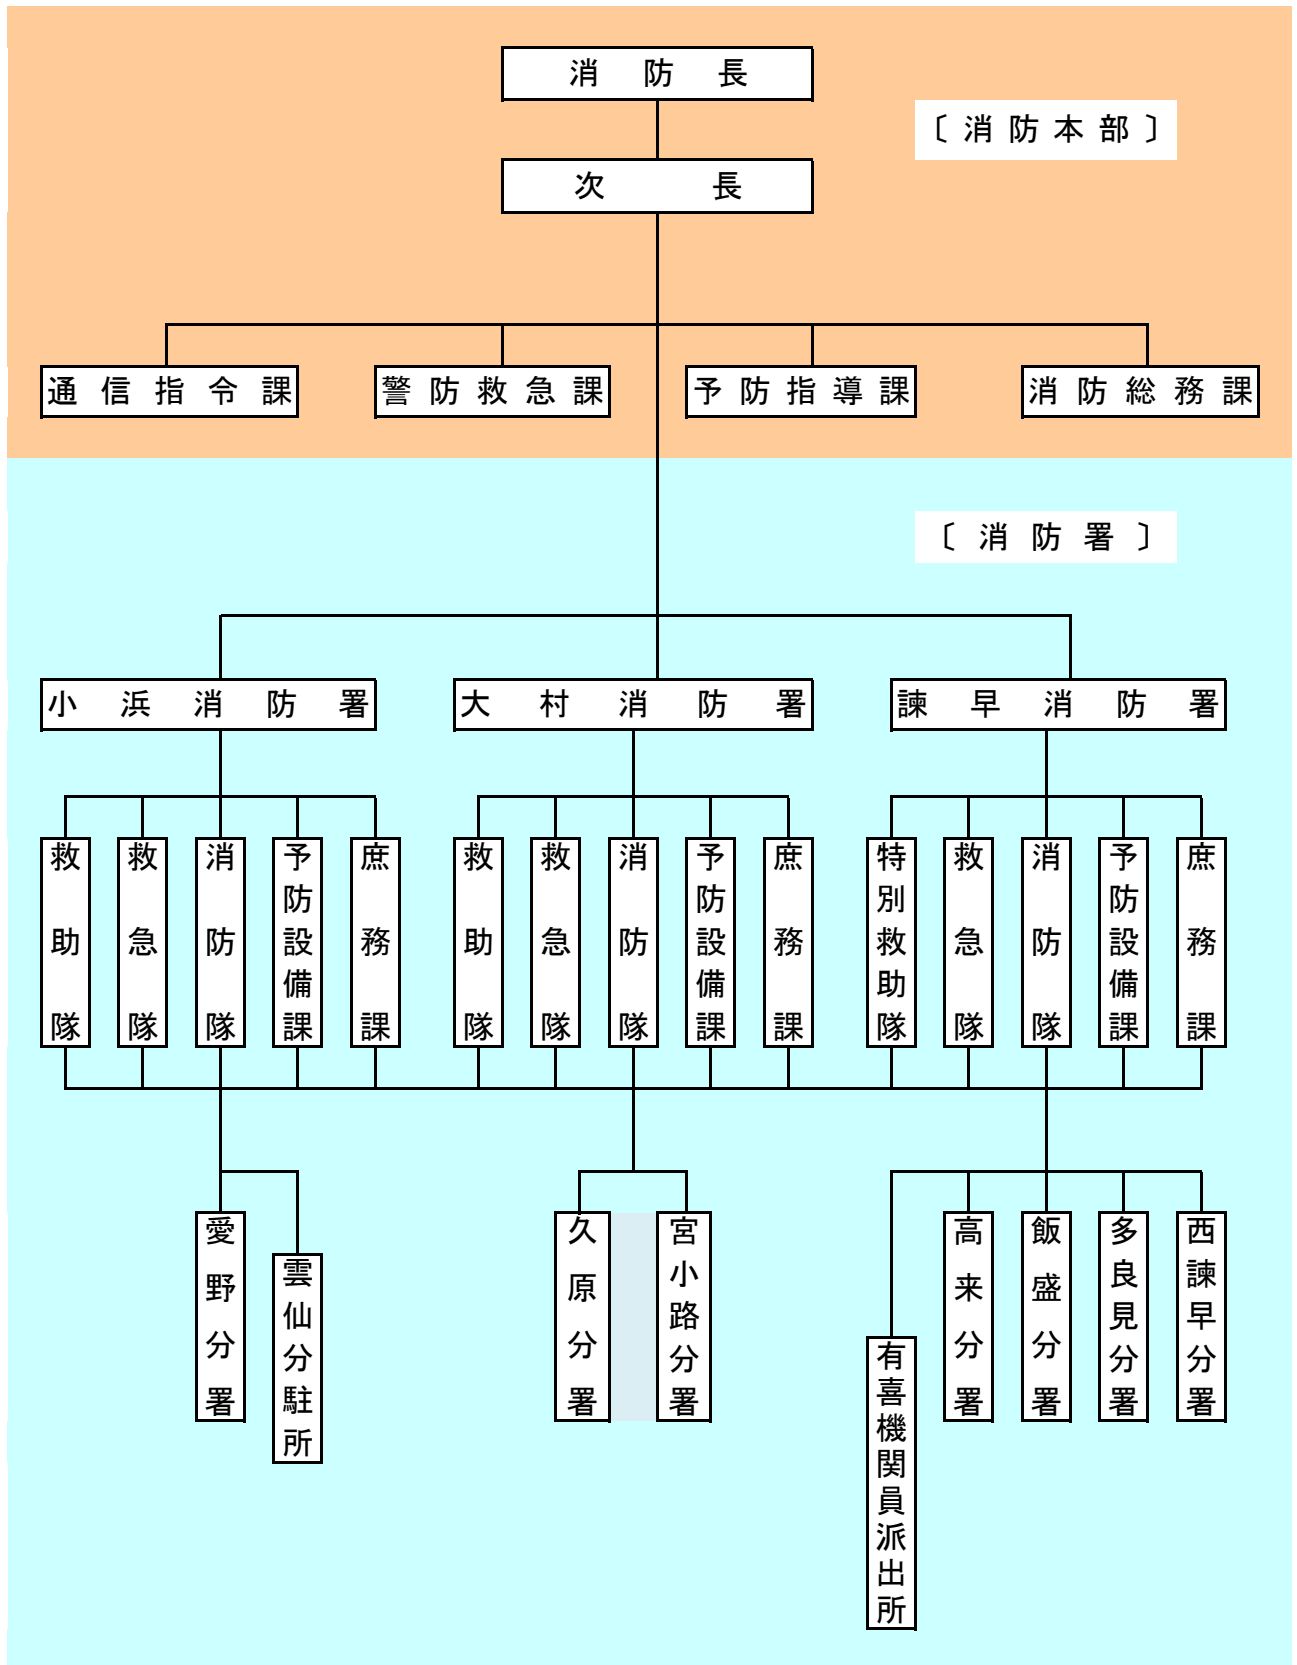 消防長
〔消防本部〕
次長
通信指令課
警防救急課
予防指導課
消防総務課
〔消防署〕
小浜消防署
大村消防署
諫早消防署
救助隊
救急隊
消防隊
予防設備課
庶務課
救助隊
救急隊
消防隊
予防設備課
庶務課
特別救助隊
救急隊
消防隊
予防設備課
庶務課
愛野分署
雲仙分駐所
久原分署
宮小路分署
有喜機関員派出所
高来分署
飯盛分署
多良見分署
西諫早分署